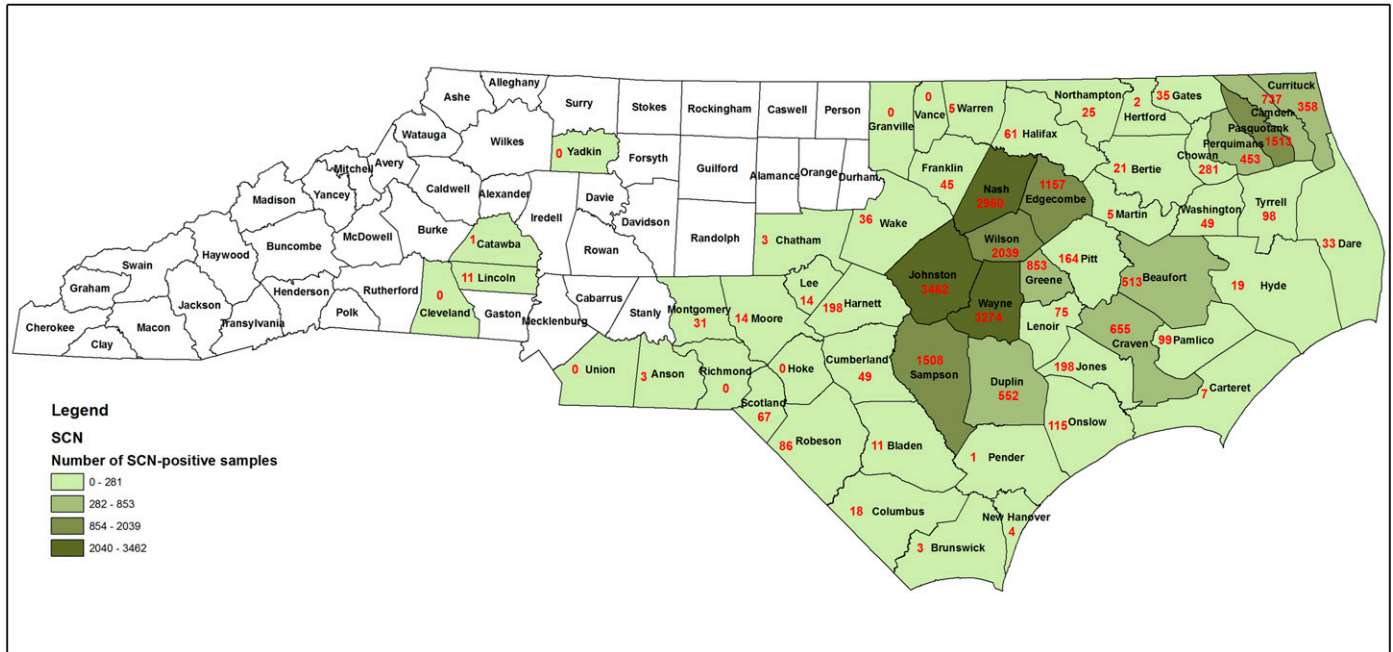 Alleghany
Ashe
Surry
Stokes
Rockingham
Caswell
Person
0
Granville
0
Vance
5 Warren
Northampton
25
2
Hertford
35 Gates
Currituck
737
358
Camden
Watauga
Wilkes
0 Yadkin
Forsyth
Guilford
Alamance
Orange
Durham
Franklin
45
61 Halifax
21 Bertie
Chowan
281
Pasquotank
1513
Perquimans
453
Mitchell
Avery
Yancey
Madison
Caldwell
Alexander
Iredell
Davie
Davidson
Randolph
3 Chatham
36
Wake
Nash
2960
1157
Edgecombe
5 Martin
Washington
49
Tyrrell
98
33 Dare
Swain
Haywood
Buncombe
McDowell
Burke
1
Catawba
Rowan
Wilson
2039
853
Greene
164 Pitt
513
Beaufort
19
Hyde
Graham
Jackson
Henderson
Rutherford
11 Lincoln
0
Cleveland
Gaston
Cabarrus
Stanly
Montgomery
31
14 Moore
Lee
14
198 Harnett
Johnston
3462
Wayne
3274
75
Lenoir
655
Craven
99 Pamlico
Cherokee
Macon
Clay
Transylvania
Polk
Mecklenburg
0 Union
3 Anson
Richmond
0
0 Hoke
Cumberland
49
1508
Sampson
Duplin
552
198 Jones
7
Carteret
Scotland
67
86
Robeson
11 Bladen
115 Onslow
1 Pender
18
Columbus
New Hanover
4
3 Brunswick
Legend
SCN
Number of SCN-positive samples
0 - 281
282 - 853
854 - 2039
2040 - 3462